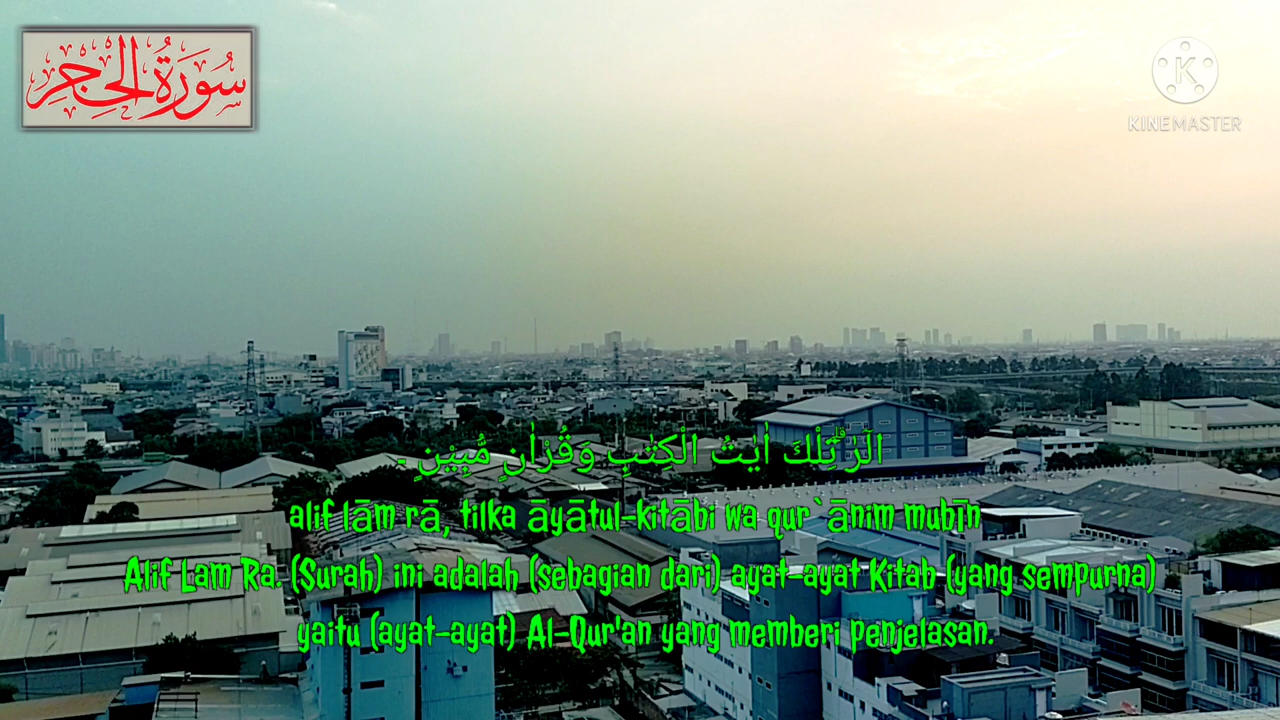 سُورَةُ الحِجر
KINEMASTER
الٓرٰ ۗتِلْكَ اٰيٰتُ الْكِتٰبِ وَقُرْاٰنٍ مُّبِيْنٍ .
alif lām rā, tilka āyātul-kitābi wa qur`ānim mubīn
Alif Lam Ra. (Surah) ini adalah (sebagian dari) ayat-ayat Kitab (yang sempurna)
yaitu (ayat-ayat) Al-Qur'an yang memberi penjelasan.